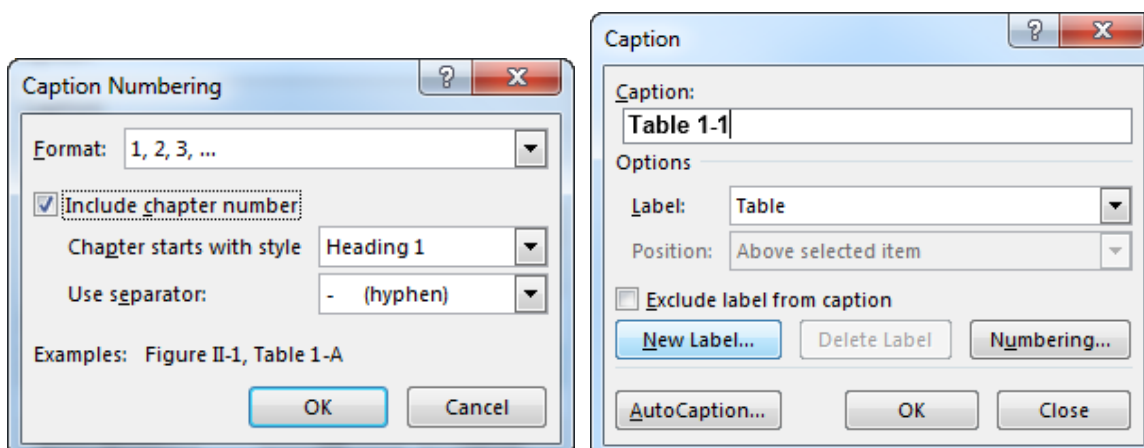 Caption Numbering
Format: 1, 2, 3, ...
Include chapter number
Chapter starts with style Heading 1
Use separator: - (hyphen)
Examples: Figure II-1, Table 1-A
OK Cancel
Caption
Caption:
Table 1-1
Options
Label: Table
Position: Above selected item
Exclude label from caption
New Label... Delete Label Numbering...
AutoCaption... OK Close